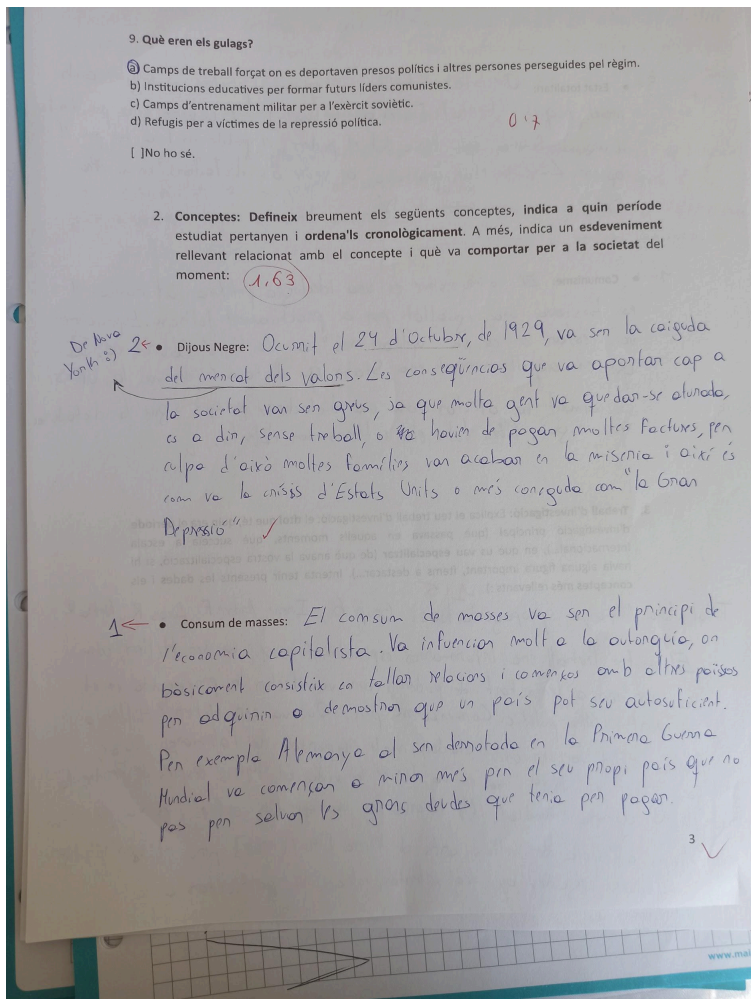 9. Què eren els gulags?
a) Camps de treball forçat on es deportaven presos polítics i altres persones perseguides pel règim.
b) Institucions educatives per formar futurs líders comunistes.
c) Camps d'entrenament militar per a l'exèrcit soviètic.
d) Refugis per a víctimes de la repressió política.
0'7
[ ]No ho sé.
2. Conceptes: Defineix breument els següents conceptes, indica a quin període
estudiat pertanyen i ordena'ls cronològicament. A més, indica un esdeveniment
rellevant relacionat amb el concepte i què va comportar per a la societat del
moment: 1,63
De Nova
York :)
2← • Dijous Negre: Ocurrit el 24 d'Octubre, de 1929, va ser la caiguda
del mercat dels valors. Les conseqüencias que va aportar cap a
la societat van ser greus, ja que molta gent va quedar-se aturada,
es a dir, sense treball, o havien de pagar moltes factures, per
culpa d'això moltes famílies van acabar en la miseria i així és
com va la crisis d'Estats Units o més coneguda com "la Gran
Depressió"
1← • Consum de masses: El comsum de masses va ser el principi de
l'economia capitalista. Va infuenciar molt a la autarquia, on
bàsicament consisteix en tallar relacions i comerços amb altres països
per adquirir o demostrar que un país pot seu autosuficient.
Per exemple Alemanya al ser derrotada en la Primera Guerra
Mundial va començar a mirar més per el seu propi país que no
pas per salvar les grans deudes que tenia per pagar.
3